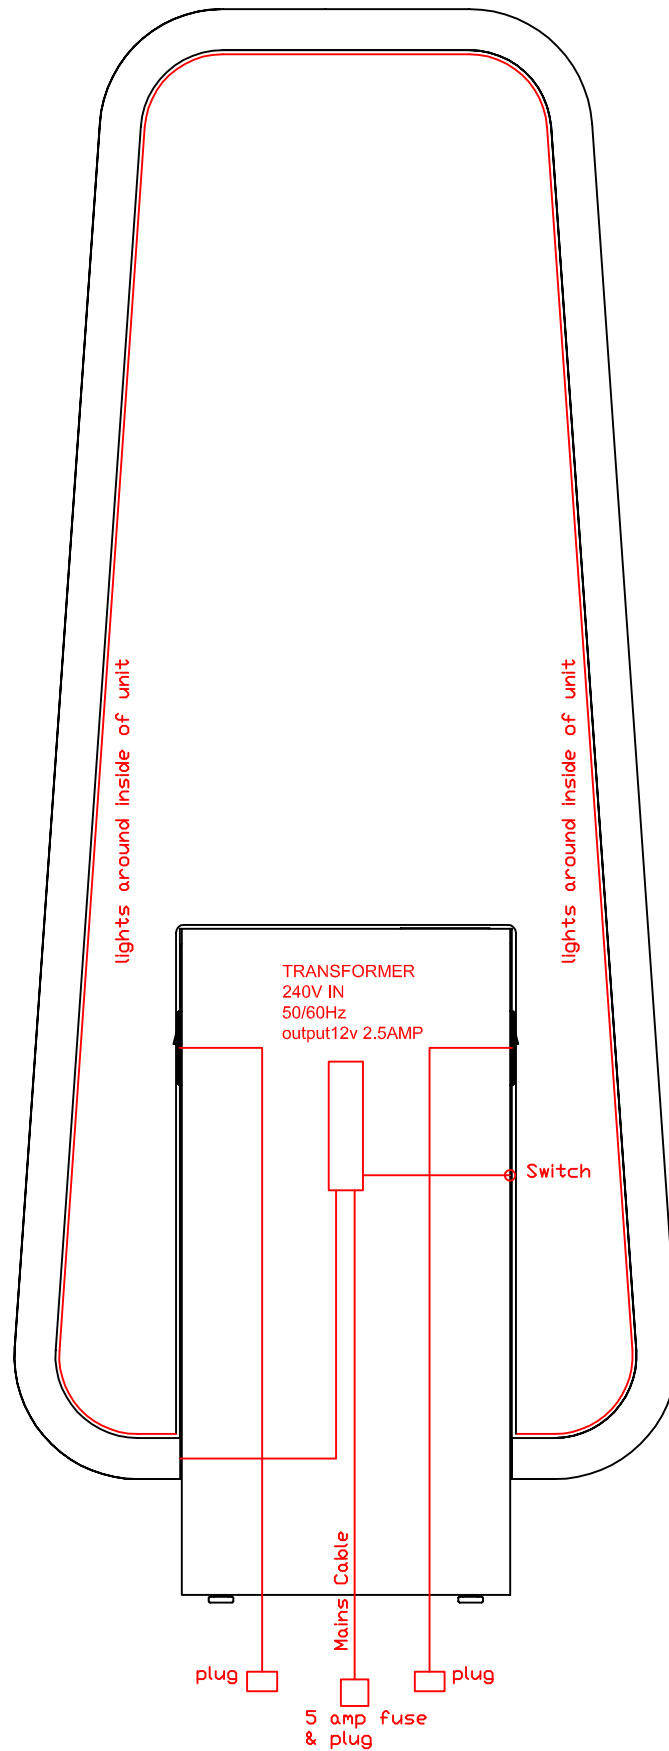 lights around inside of unit
lights around inside of unit
TRANSFORMER
240V IN
50/60Hz
output12v 2.5AMP
Switch
Mains Cable
plug
plug
5 amp fuse
& plug